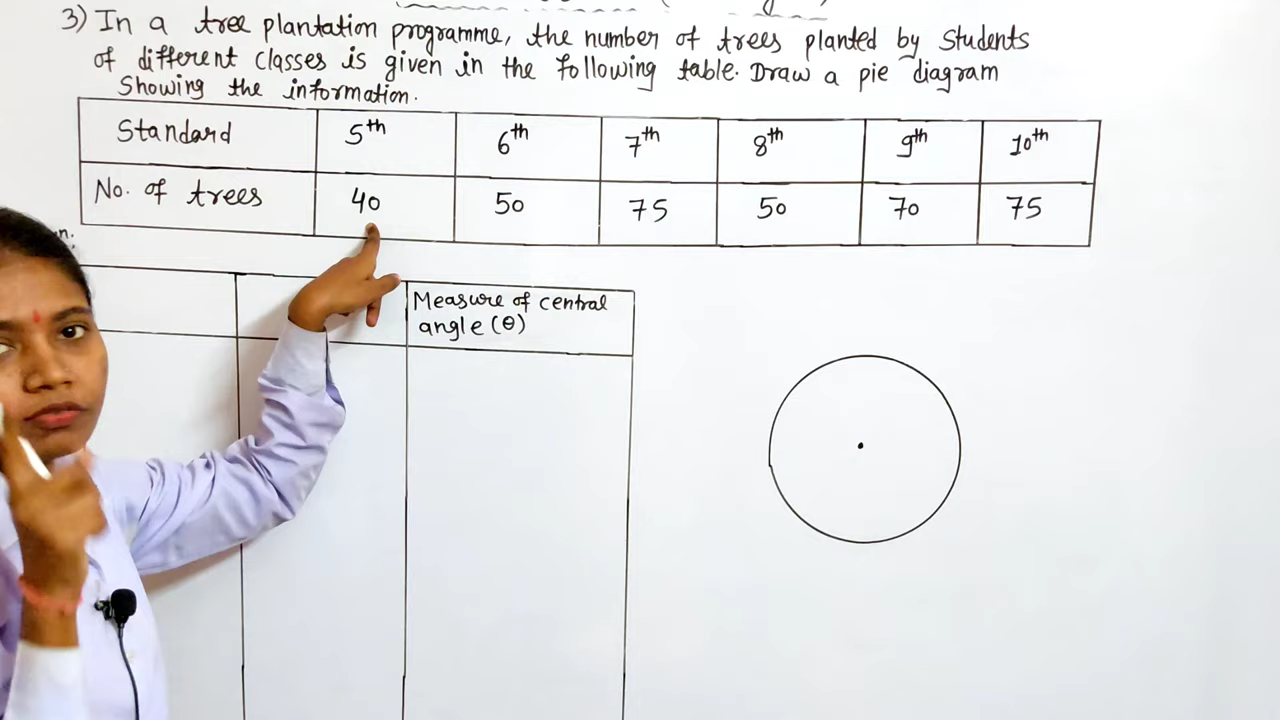 3) In a tree plantation programme, the number of trees planted by students
of different classes is given in the following table. Draw a pie diagram
Showing the information.
Standard 5th 6th 7th 8th 9th 10th
No. of trees 40 50 75 50 70 75
Measure of central
angle (θ)